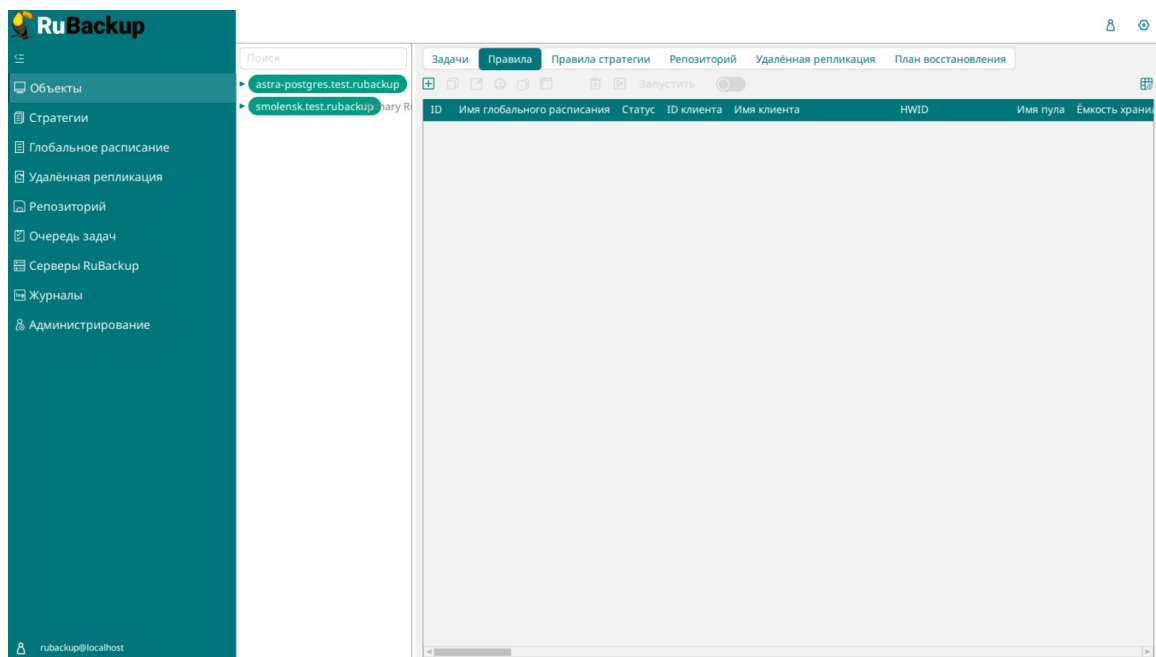 RuBackup
Объекты
Стратегии
Глобальное расписание
Удалённая репликация
Репозиторий
Очередь задач
Серверы RuBackup
Журналы
Администрирование
rubackup@localhost
Поиск
astra-postgres.test.rubackup
smolensk.test.rubackup
Задачи Правила Правила стратегии Репозиторий Удалённая репликация План восстановления
Запустить
ID Имя глобального расписания Статус ID клиента Имя клиента HWID Имя пула Ёмкость хранил